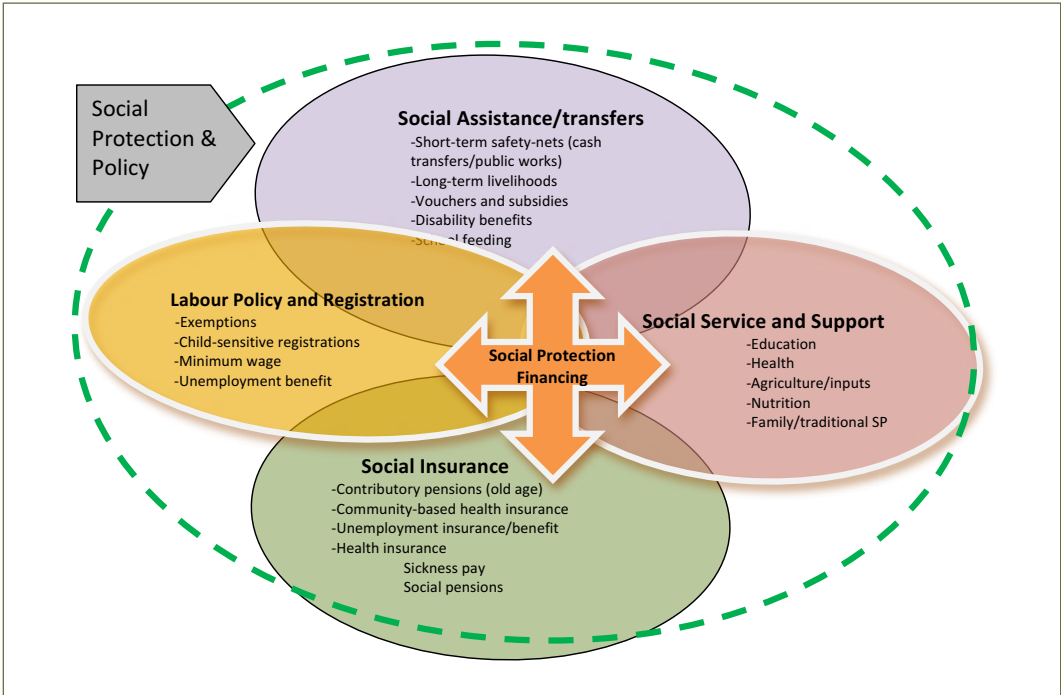 Social
Protection &
Policy
Social Assistance/transfers
-Short-term safety-nets (cash
transfers/public works)
-Long-term livelihoods
-Vouchers and subsidies
-Disability benefits
-School feeding
Labour Policy and Registration
-Exemptions
-Child-sensitive registrations
-Minimum wage
-Unemployment benefit
Social Protection
Financing
Social Service and Support
-Education
-Health
-Agriculture/inputs
-Nutrition
-Family/traditional SP
Social Insurance
-Contributory pensions (old age)
-Community-based health insurance
-Unemployment insurance/benefit
-Health insurance
Sickness pay
Social pensions